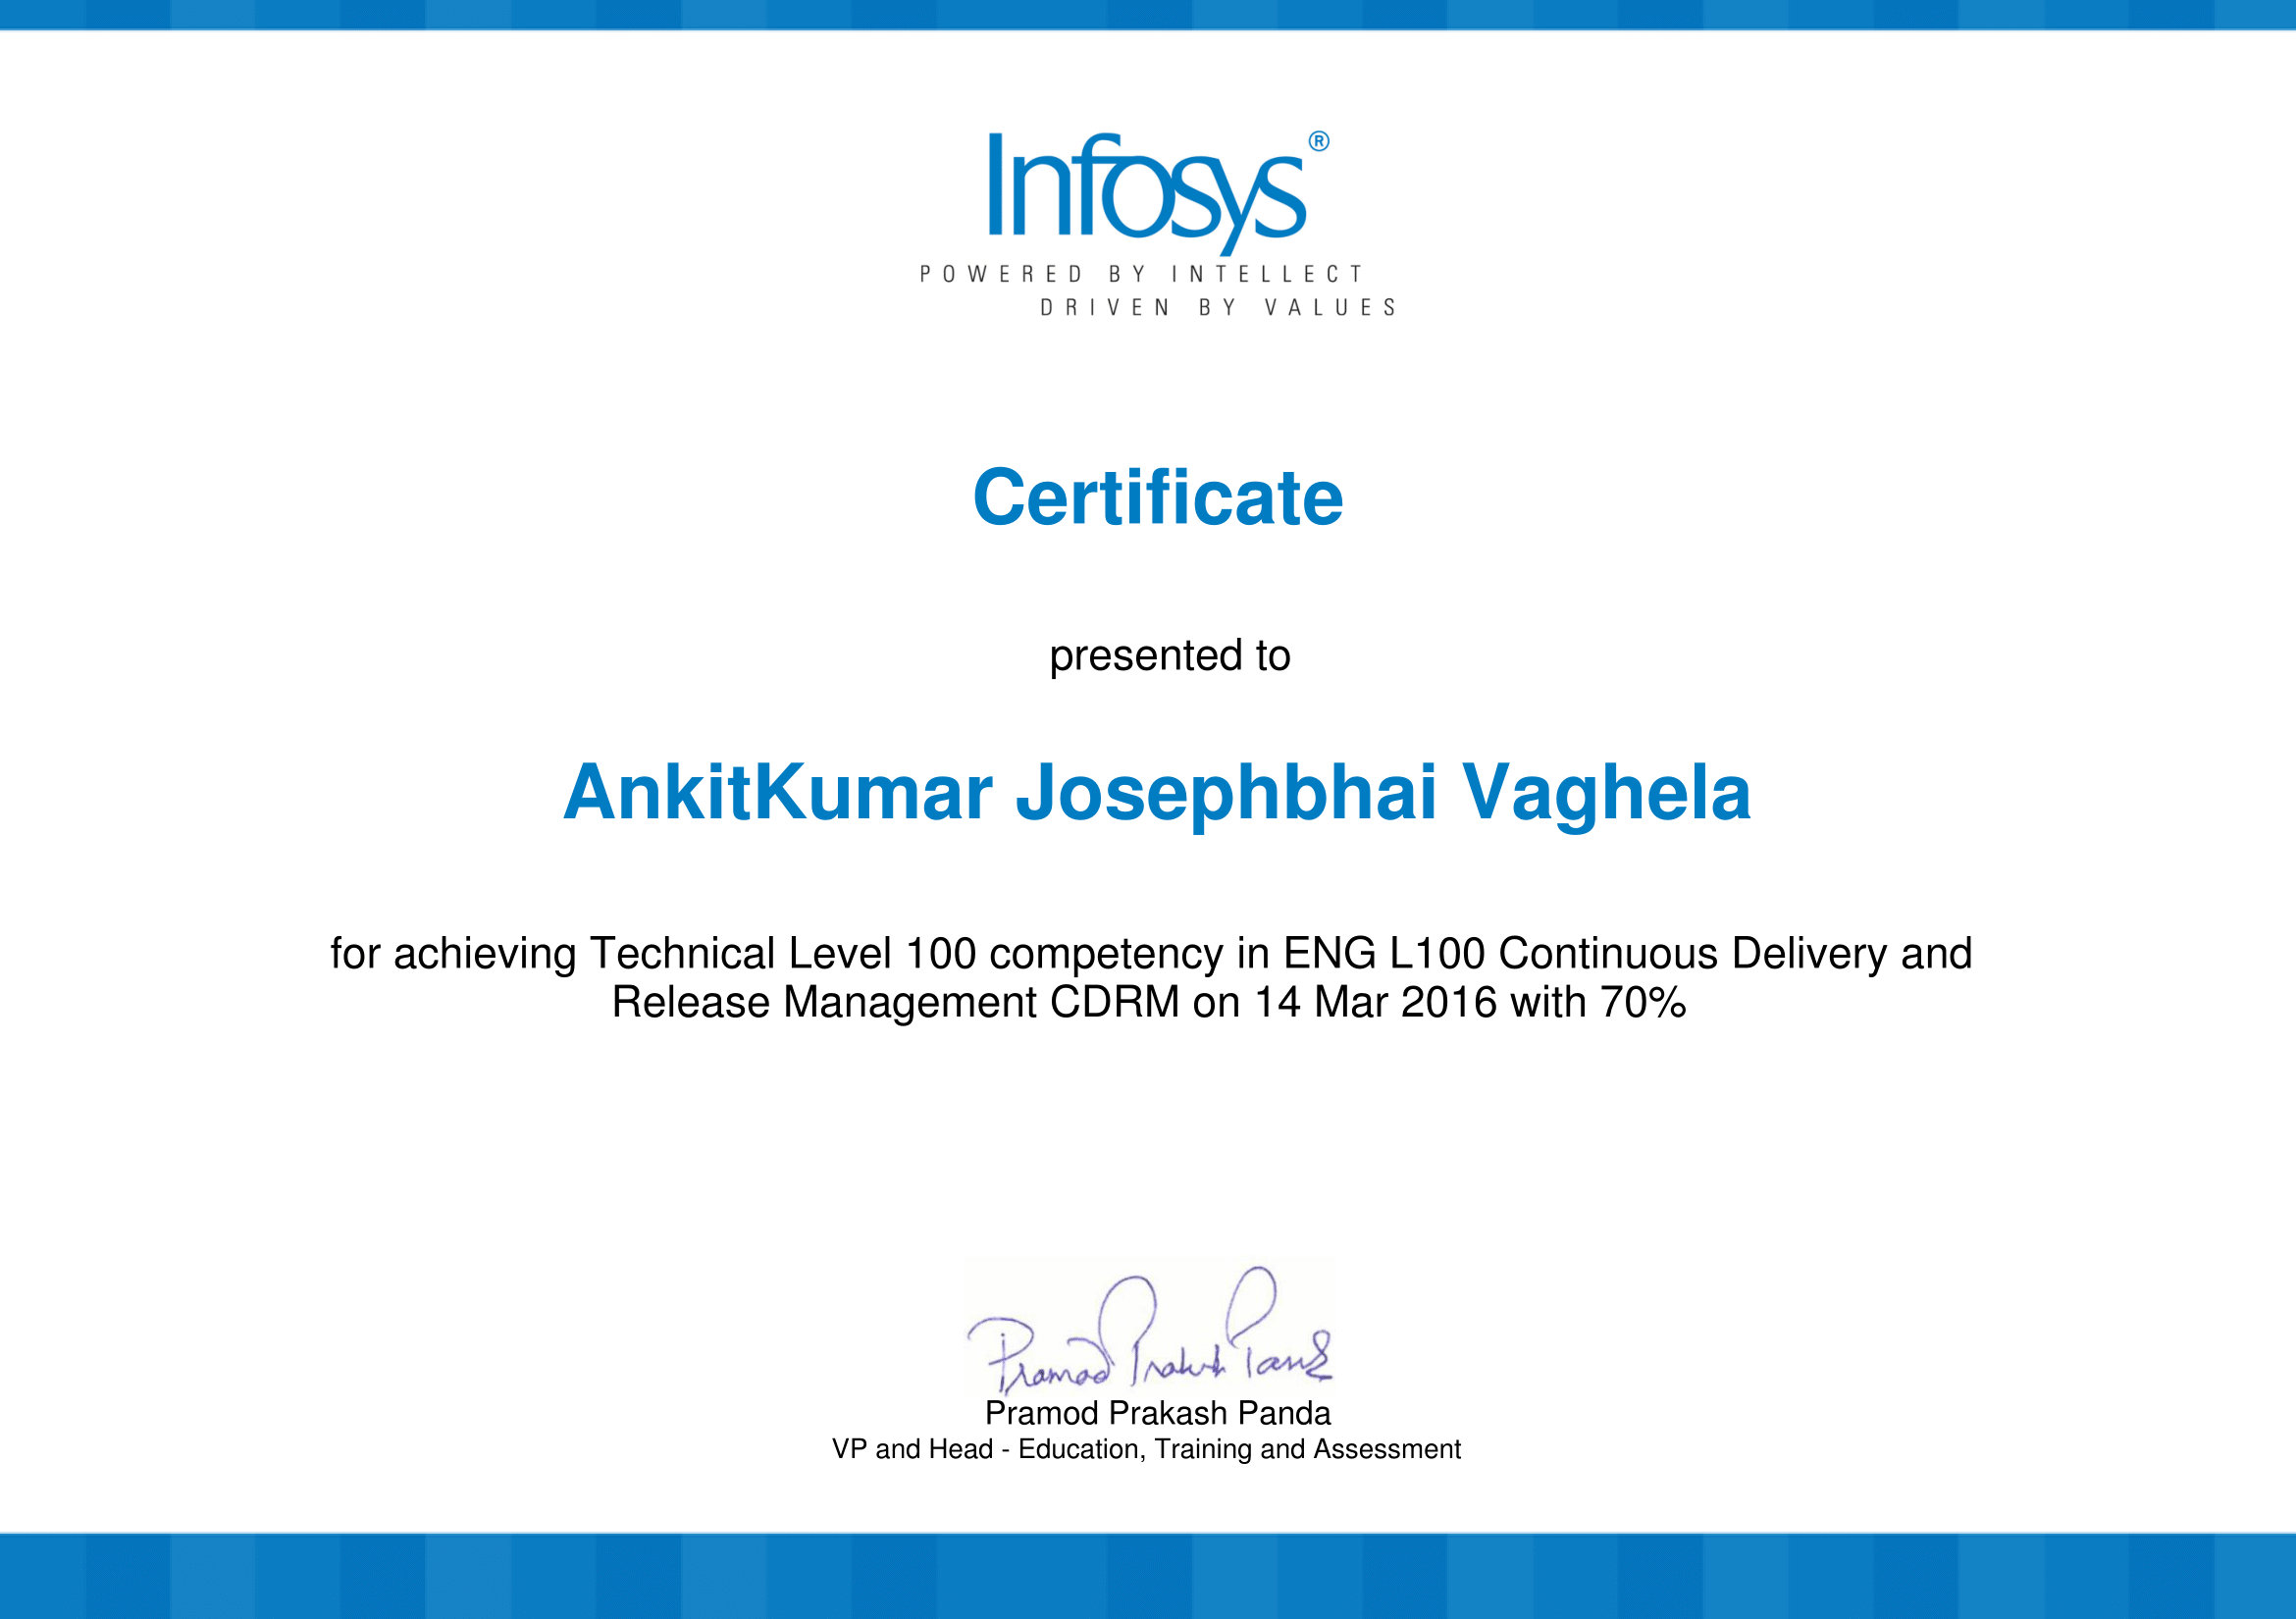 Infosys®
POWERED BY INTELLECT
DRIVEN BY VALUES
Certificate
presented to
AnkitKumar Josephbhai Vaghela
for achieving Technical Level 100 competency in ENG L100 Continuous Delivery and
Release Management CDRM on 14 Mar 2016 with 70%
Pramod Prakash Panda
Pramod Prakash Panda
VP and Head - Education, Training and Assessment